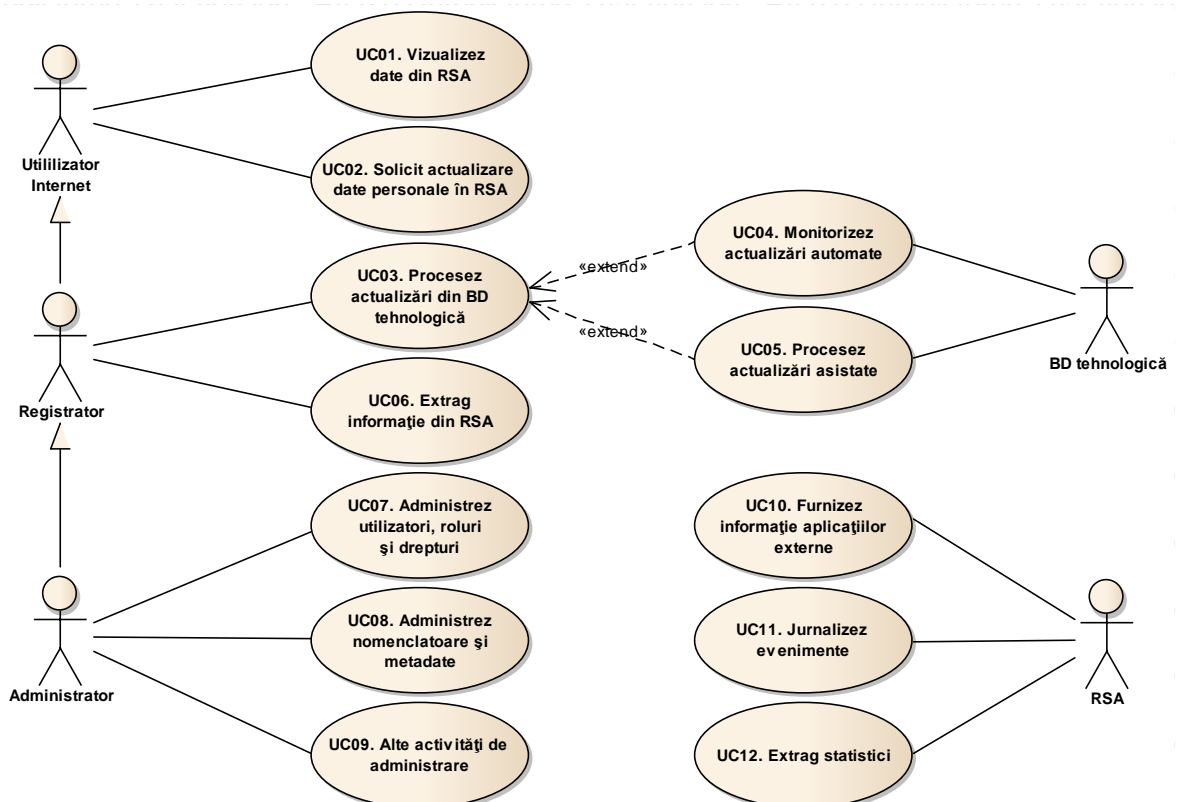 UC01. Vizualizez
date din RSA
Utililizator
Internet
UC02. Solicit actualizare
date personale în RSA
UC03. Procesez
actualizări din BD
tehnologică
«extend»
«extend»
UC04. Monitorizez
actualizări automate
UC05. Procesez
actualizări asistate
BD tehnologică
Registrator
UC06. Extrag
informaţie din RSA
UC07. Administrez
utilizatori, roluri
şi drepturi
UC08. Administrez
nomenclatoare şi
metadate
Administrator
UC09. Alte activităţi de
administrare
UC10. Furnizez
informaţie aplicaţiilor
externe
UC11. Jurnalizez
evenimente
RSA
UC12. Extrag statistici